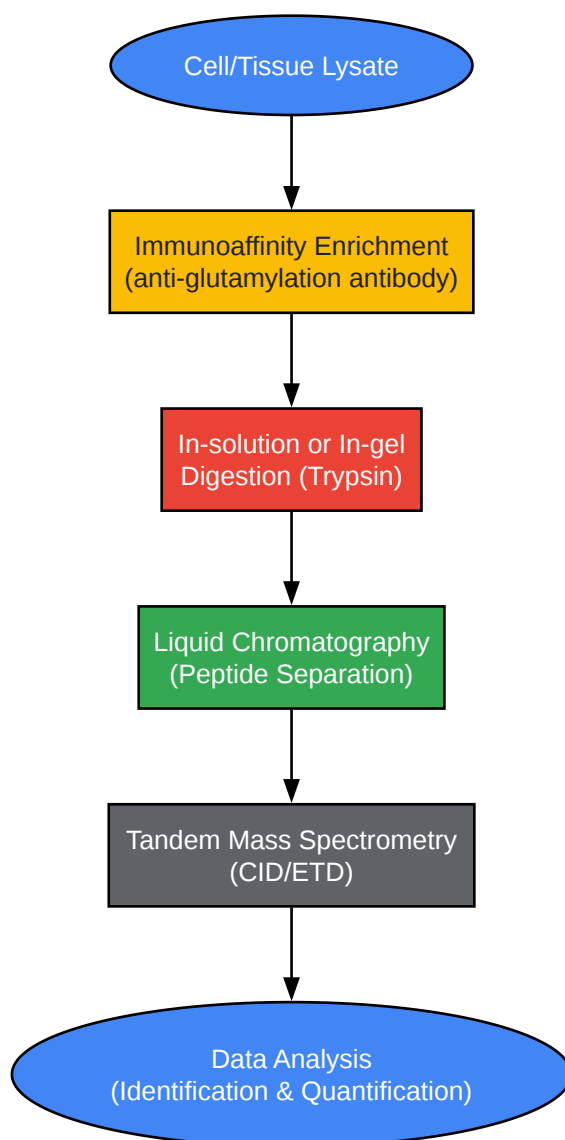 Cell/Tissue Lysate
Immunoaffinity Enrichment
(anti-glutamylation antibody)
In-solution or In-gel
Digestion (Trypsin)
Liquid Chromatography
(Peptide Separation)
Tandem Mass Spectrometry
(CID/ETD)
Data Analysis
(Identification & Quantification)